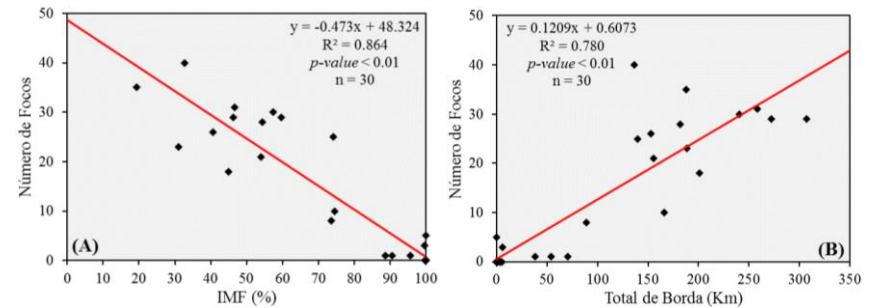 y = -0.473x + 48.324
R² = 0.864
p-value < 0.01
n = 30
Número de Focos
50
40
30
20
10
0
(A)
0 10 20 30 40 50 60 70 80 90 100
IMF (%)
y = 0.1209x + 0.6073
R² = 0.780
p-value < 0.01
n = 30
Número de Focos
50
40
30
20
10
0
(B)
0 50 100 150 200 250 300 350
Total de Borda (Km)